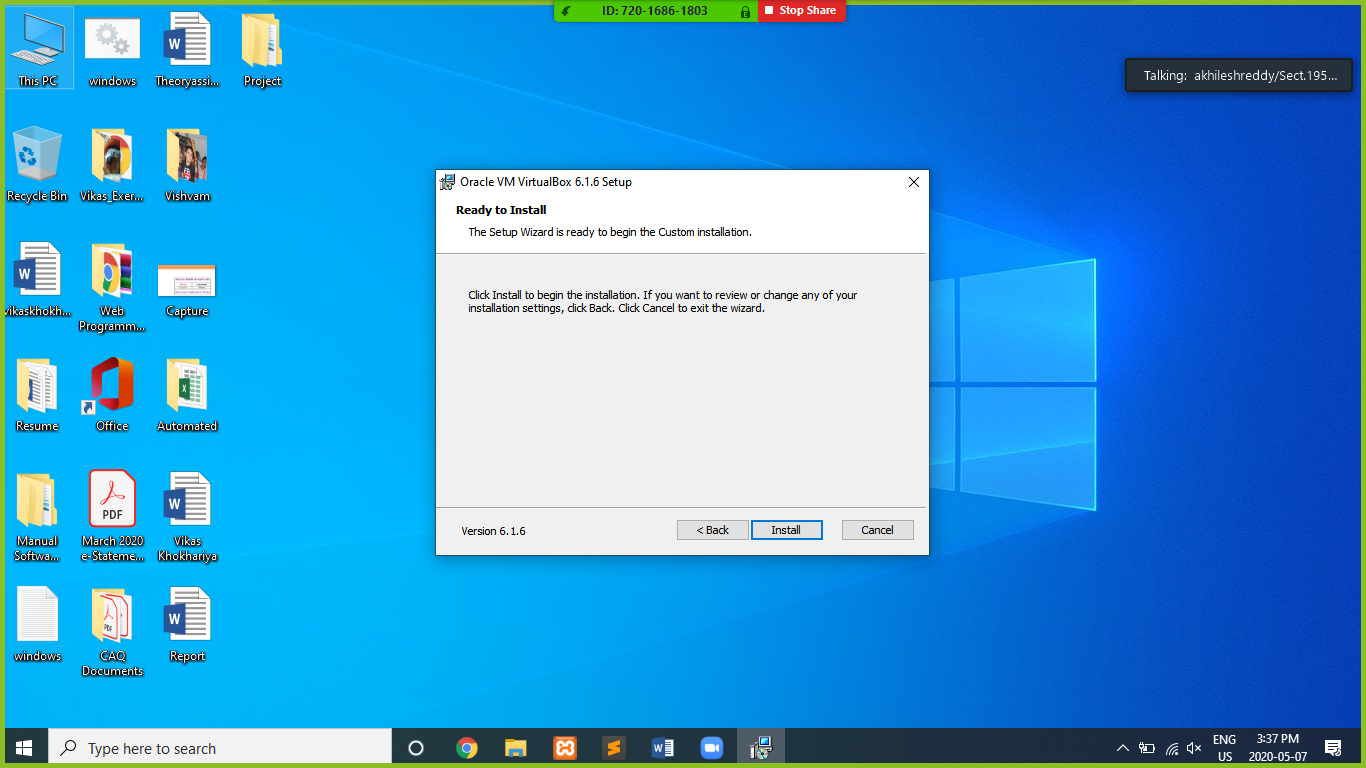 ID: 720-1686-1803
Stop Share
Talking: akhileshreddy/Sect.195...
This PC
windows
Theoryassi...
Project
Recycle Bin
Vikas_Exer...
Vishvam
vikaskhokh...
Web
Programm...
Capture
Resume
Office
Automated
Manual
Softwa...
PDF
March 2020
e-Stateme...
Vikas
Khokhariya
windows
CAQ
Documents
Report
Oracle VM VirtualBox 6.1.6 Setup
Ready to Install
The Setup Wizard is ready to begin the Custom installation.
Click Install to begin the installation. If you want to review or change any of your
installation settings, click Back. Click Cancel to exit the wizard.
Version 6.1.6
< Back
Install
Cancel
Type here to search
ENG
US
3:37 PM
2020-05-07